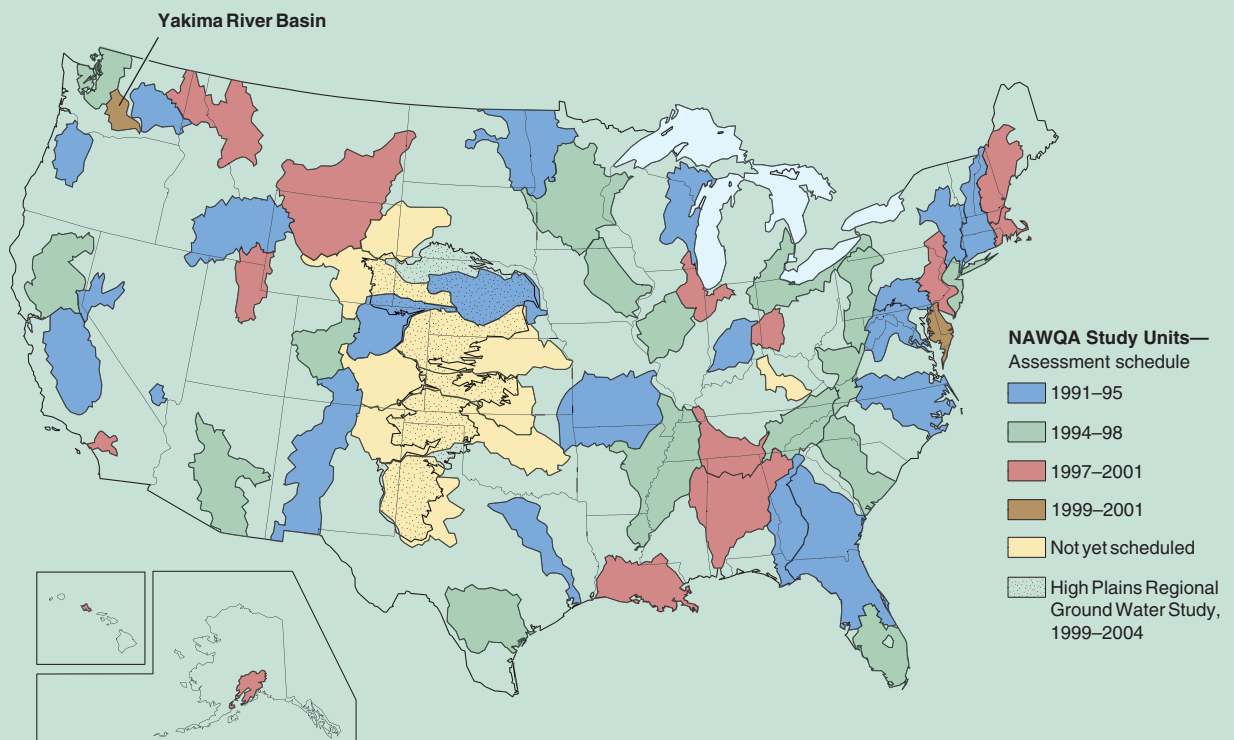 Yakima River Basin
NAWQA Study Units—
Assessment schedule
1991–95
1994–98
1997–2001
1999–2001
Not yet scheduled
High Plains Regional
Ground Water Study,
1999–2004